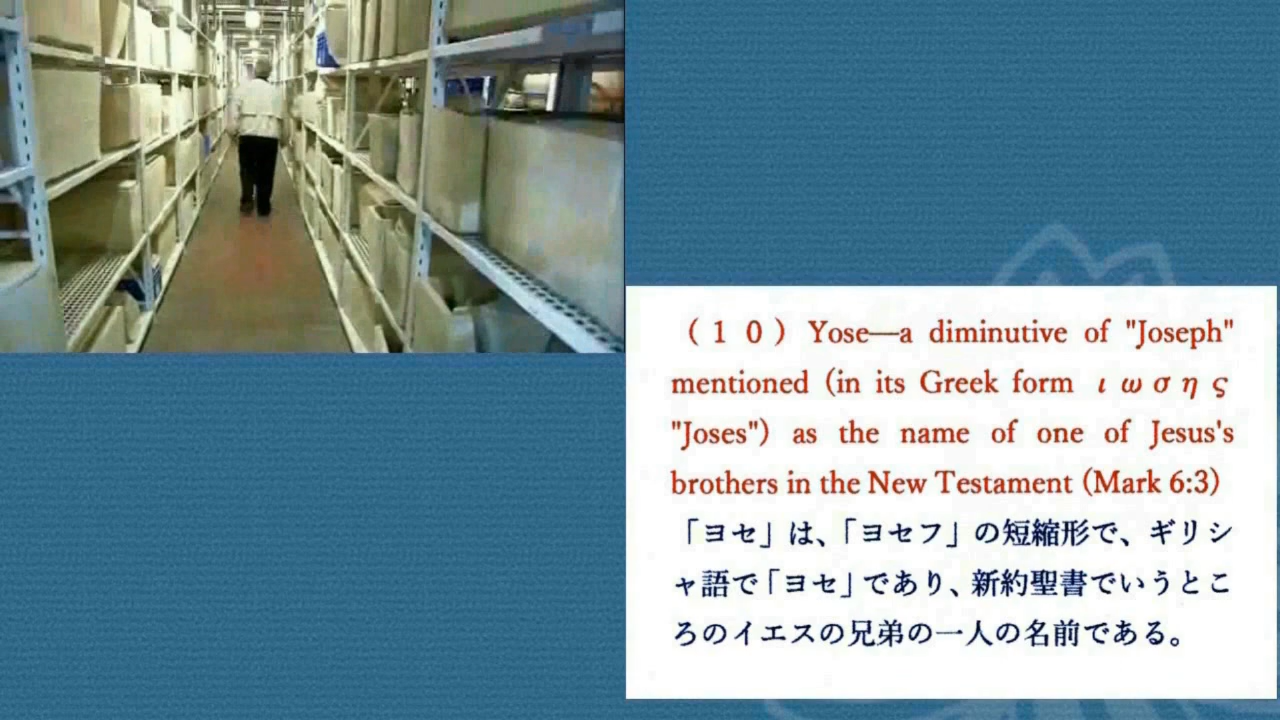 (10) Yose—a diminutive of "Joseph"
mentioned (in its Greek form ιωσης
"Joses") as the name of one of Jesus's
brothers in the New Testament (Mark 6:3)
「ヨセ」は、「ヨセフ」の短縮形で、ギリシ
ャ語で「ヨセ」であり、新約聖書でいうとこ
ろのイエスの兄弟の一人の名前である。